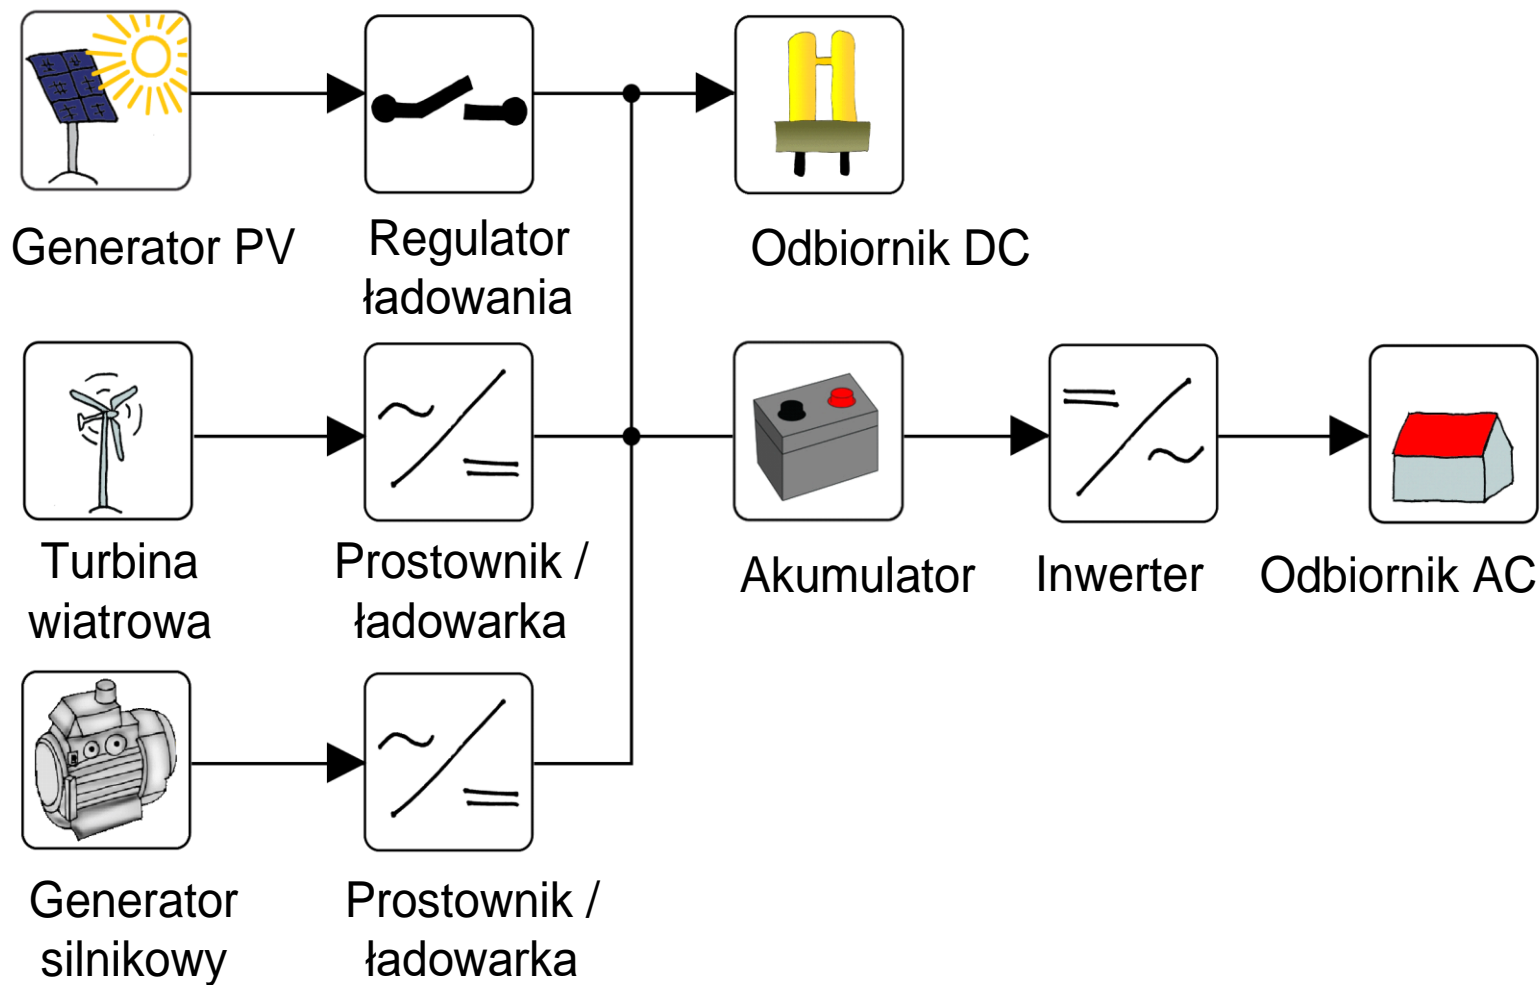 Generator PV
Regulator
ładowania
Odbiornik DC
Turbina
wiatrowa
Prostownik /
ładowarka
Akumulator
Inwerter
Odbiornik AC
Generator
silnikowy
Prostownik /
ładowarka